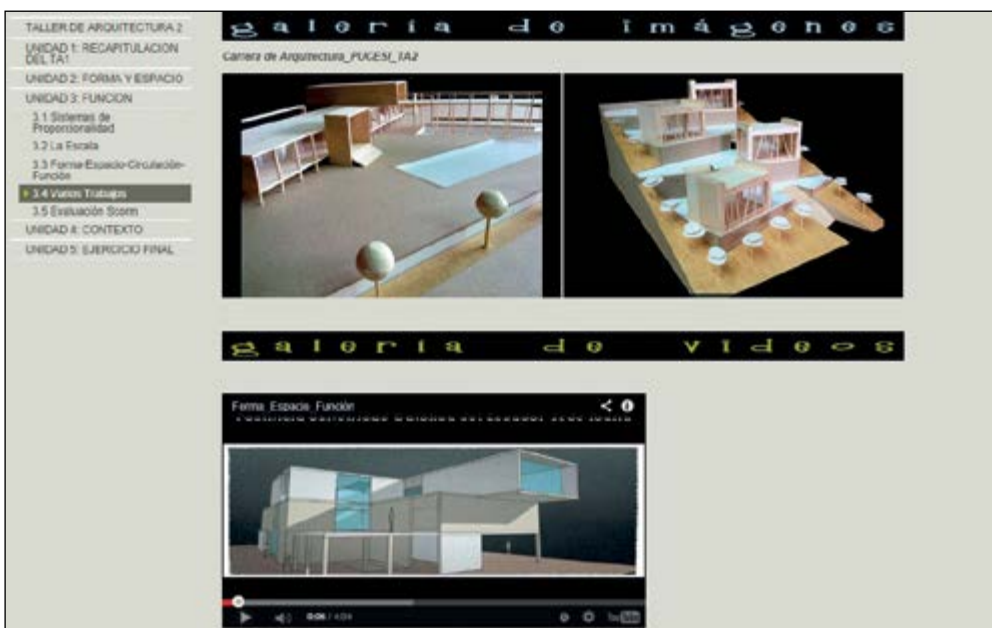 TALLER DE ARQUITECTURA 2
UNIDAD 1: RECAPITULACION
DEL TA1
UNIDAD 2: FORMA Y ESPACIO
UNIDAD 3: FUNCION
3.1 Sistemas de
Proporcionalidad
3.2 La Escala
3.3 Forma-Espacio-Circulación-
Función
3.4 Varios Trabajos
3.5 Evaluación Scorm
UNIDAD 4: CONTEXTO
UNIDAD 5: EJERCICIO FINAL
galería de imágenes
Carrera de Arquitectura_PUCESI_TA2
galería de videos
Forma_Espacio_Función
0:06 / 4:04
YouTube